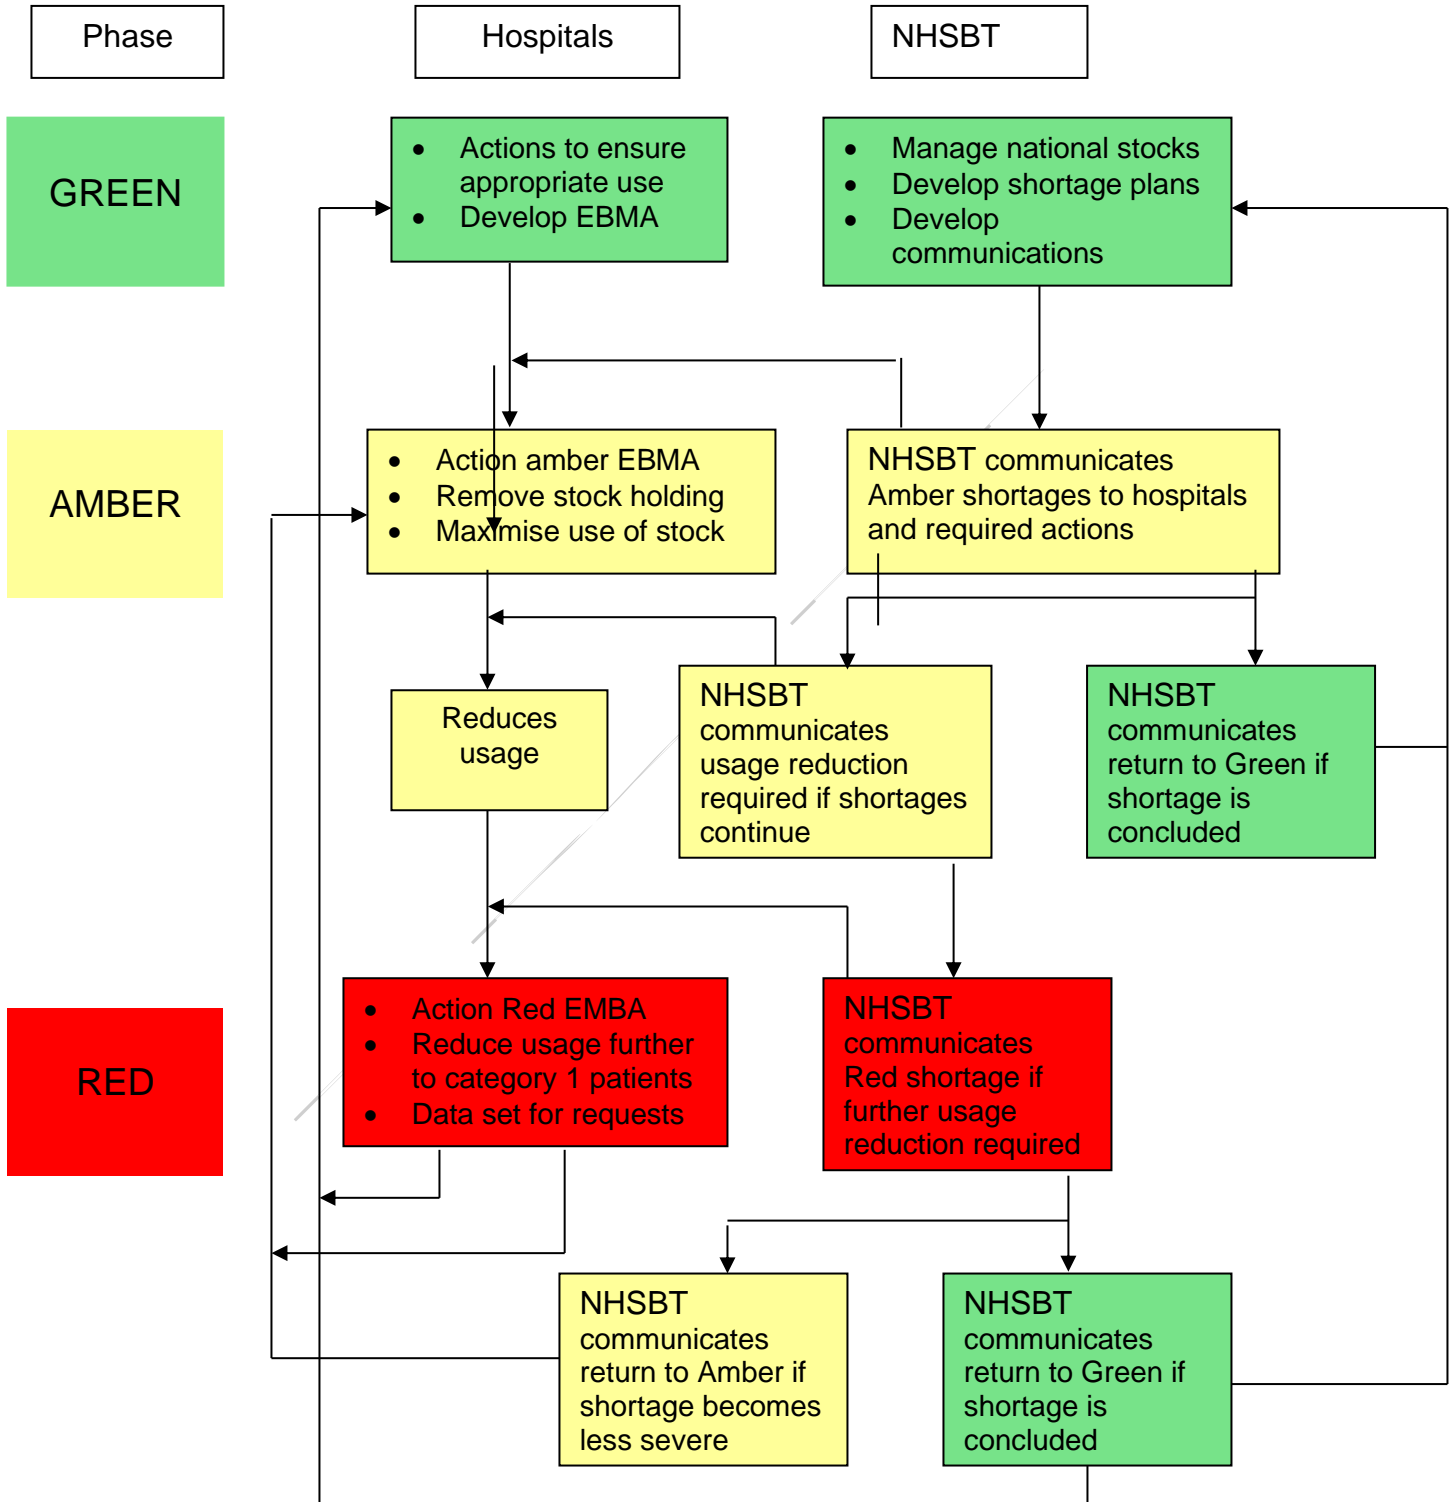 Phase
Hospitals
NHSBT
GREEN
• Actions to ensure
appropriate use
• Develop EBMA
• Manage national stocks
• Develop shortage plans
• Develop
communications
AMBER
• Action amber EBMA
• Remove stock holding
• Maximise use of stock
NHSBT communicates
Amber shortages to hospitals
and required actions
Reduces
usage
NHSBT
communicates
usage reduction
required if shortages
continue
NHSBT
communicates
return to Green if
shortage is
concluded
RED
• Action Red EMBA
• Reduce usage further
to category 1 patients
• Data set for requests
NHSBT
communicates
Red shortage if
further usage
reduction required
NHSBT
communicates
return to Amber if
shortage becomes
less severe
NHSBT
communicates
return to Green if
shortage is
concluded